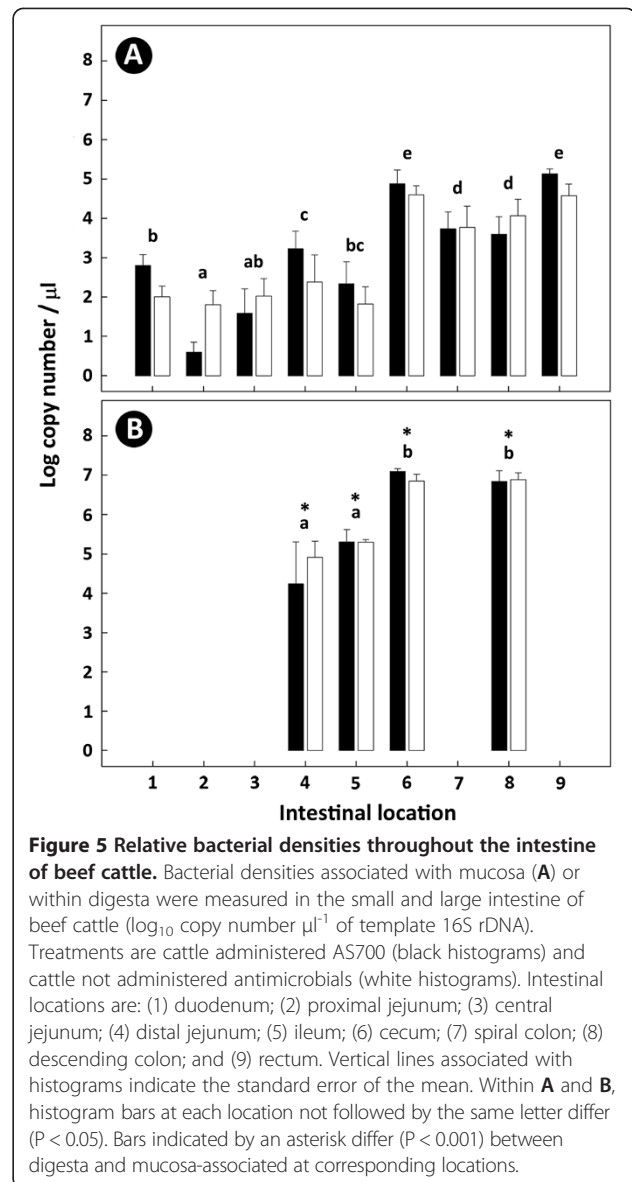 A
8
7
6
5
4
3
2
1
0
b
a
ab
c
bc
e
d
d
e
Log copy number / µl
B
8
7
6
5
4
3
2
1
0
*
a
*
a
*
b
*
b
1 2 3 4 5 6 7 8 9
Intestinal location
Figure 5 Relative bacterial densities throughout the intestine
of beef cattle. Bacterial densities associated with mucosa (A) or
within digesta were measured in the small and large intestine of
beef cattle (log₁₀ copy number µl⁻¹ of template 16S rDNA).
Treatments are cattle administered AS700 (black histograms) and
cattle not administered antimicrobials (white histograms). Intestinal
locations are: (1) duodenum; (2) proximal jejunum; (3) central
jejunum; (4) distal jejunum; (5) ileum; (6) cecum; (7) spiral colon; (8)
descending colon; and (9) rectum. Vertical lines associated with
histograms indicate the standard error of the mean. Within A and B,
histogram bars at each location not followed by the same letter differ
(P < 0.05). Bars indicated by an asterisk differ (P < 0.001) between
digesta and mucosa-associated at corresponding locations.